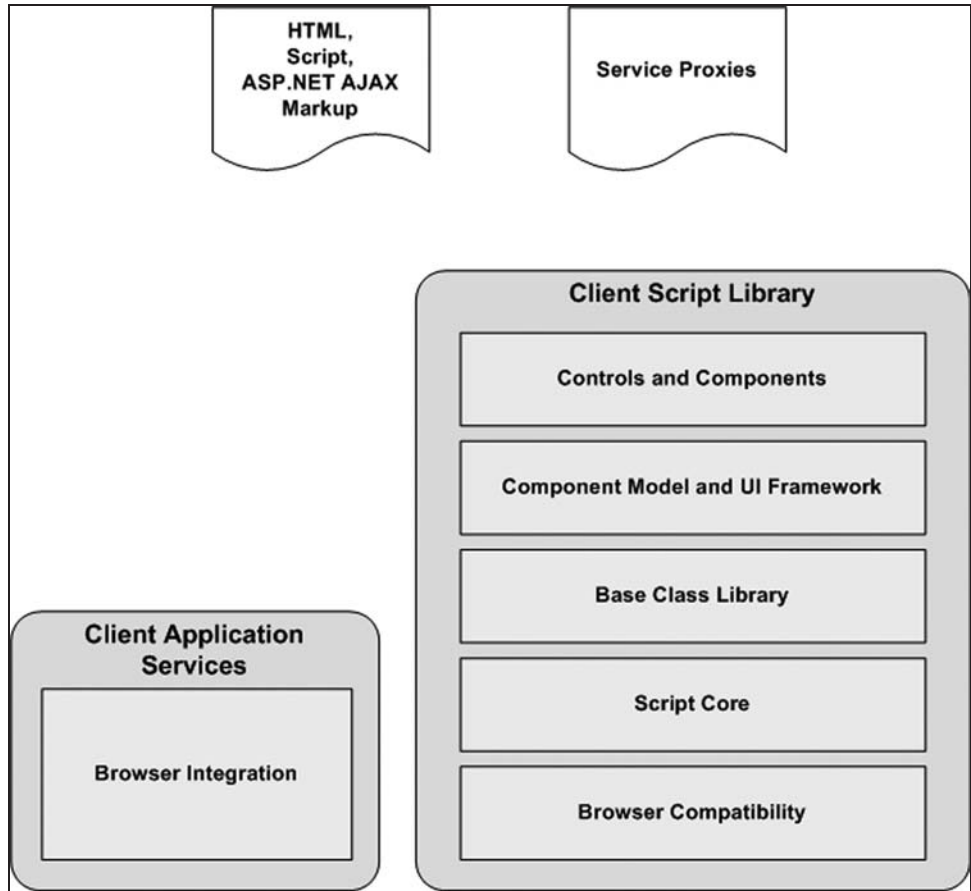 HTML,
Script,
ASP.NET AJAX
Markup
Service Proxies
Client Script Library
Controls and Components
Component Model and UI Framework
Base Class Library
Script Core
Browser Compatibility
Client Application
Services
Browser Integration